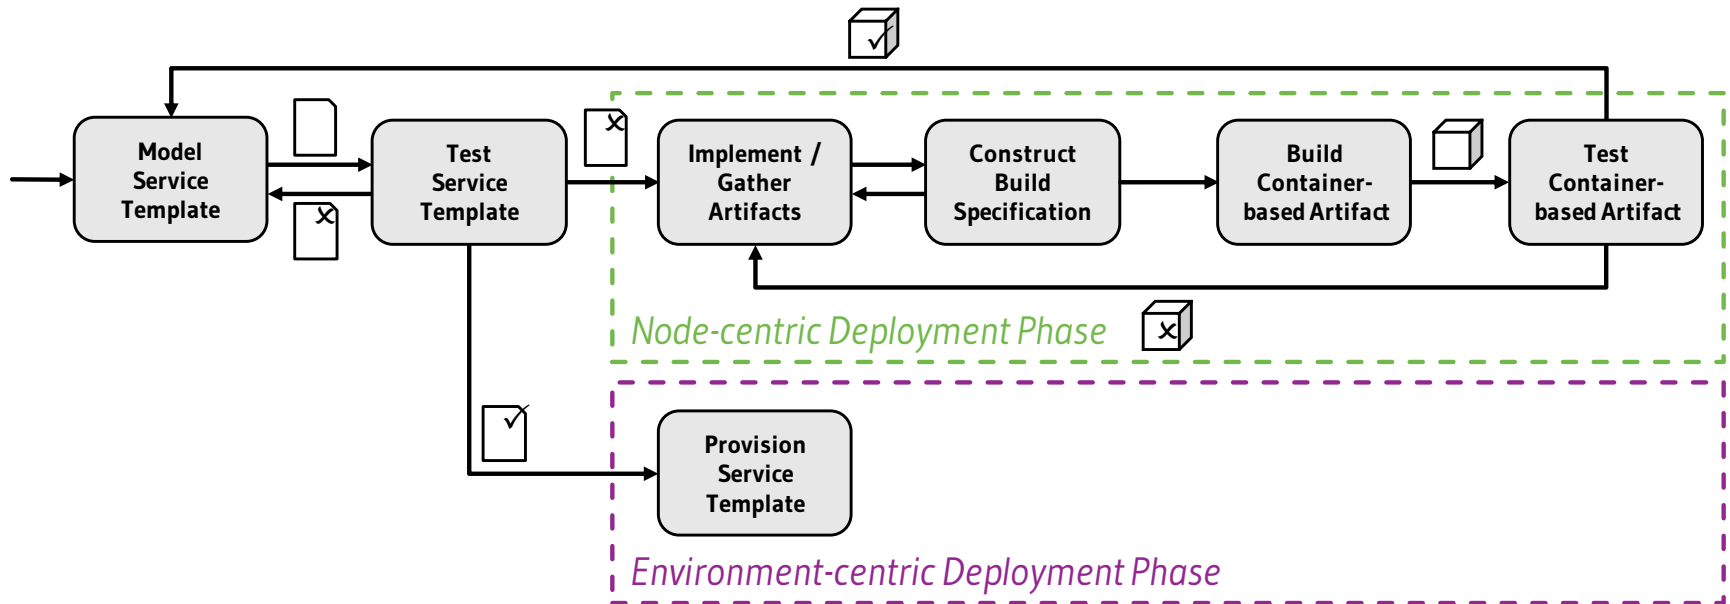 Model
Service
Template
Test
Service
Template
Implement /
Gather
Artifacts
Construct
Build
Specification
Build
Container-
based Artifact
Test
Container-
based Artifact
Node-centric Deployment Phase
Provision
Service
Template
Environment-centric Deployment Phase